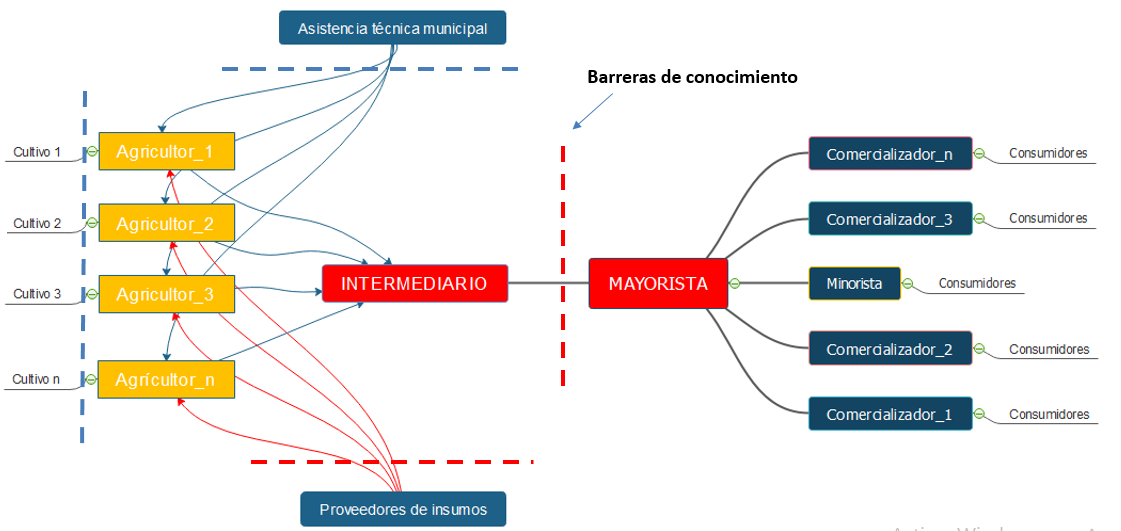 Asistencia técnica municipal
Barreras de conocimiento
Cultivo 1
Agricultor_1
Comercializador_n
Consumidores
Cultivo 2
Agricultor_2
Comercializador_3
Consumidores
Cultivo 3
Agricultor_3
INTERMEDIARIO
MAYORISTA
Minorista
Consumidores
Comercializador_2
Consumidores
Cultivo n
Agrícultor_n
Comercializador_1
Consumidores
Proveedores de insumos